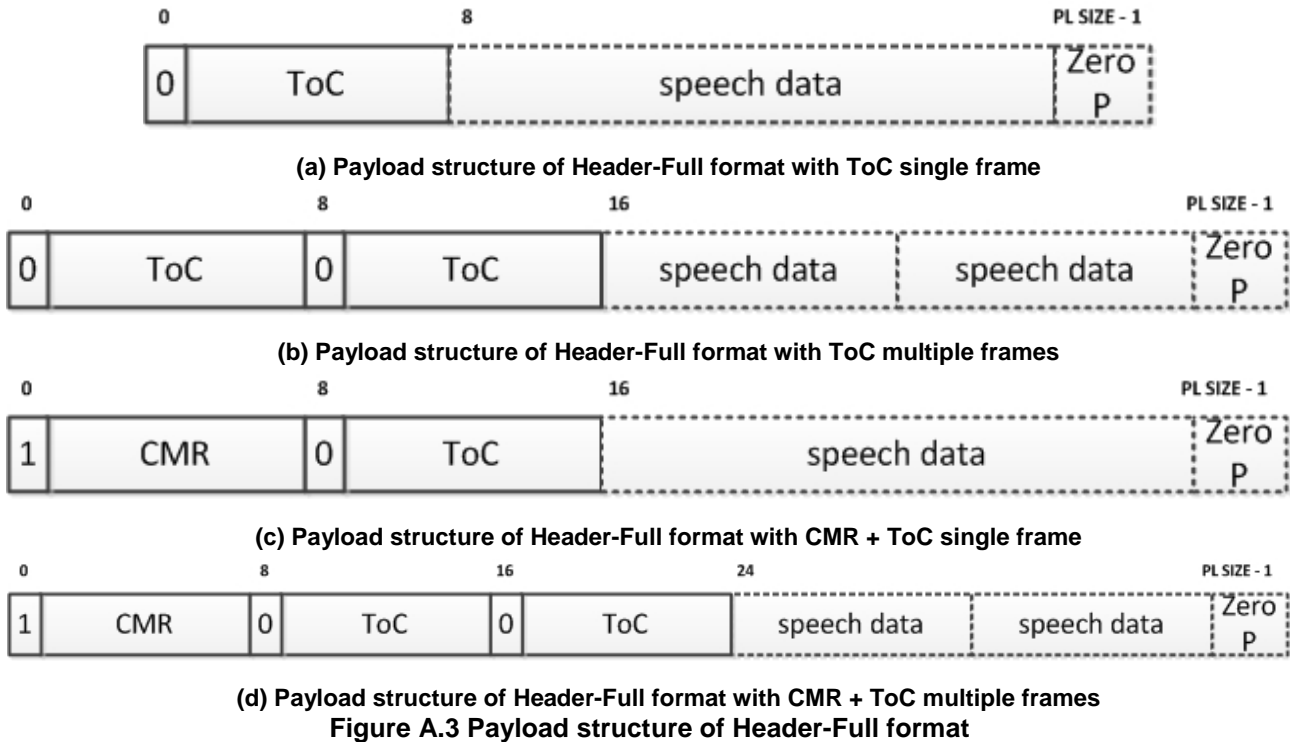 0 8 PL SIZE - 1
0 ToC speech data Zero P
(a) Payload structure of Header-Full format with ToC single frame
0 8 16 PL SIZE - 1
0 ToC 0 ToC speech data speech data Zero P
(b) Payload structure of Header-Full format with ToC multiple frames
0 8 16 PL SIZE - 1
1 CMR 0 ToC speech data Zero P
(c) Payload structure of Header-Full format with CMR + ToC single frame
0 8 16 24 PL SIZE - 1
1 CMR 0 ToC 0 ToC speech data speech data Zero P
(d) Payload structure of Header-Full format with CMR + ToC multiple frames
Figure A.3 Payload structure of Header-Full format